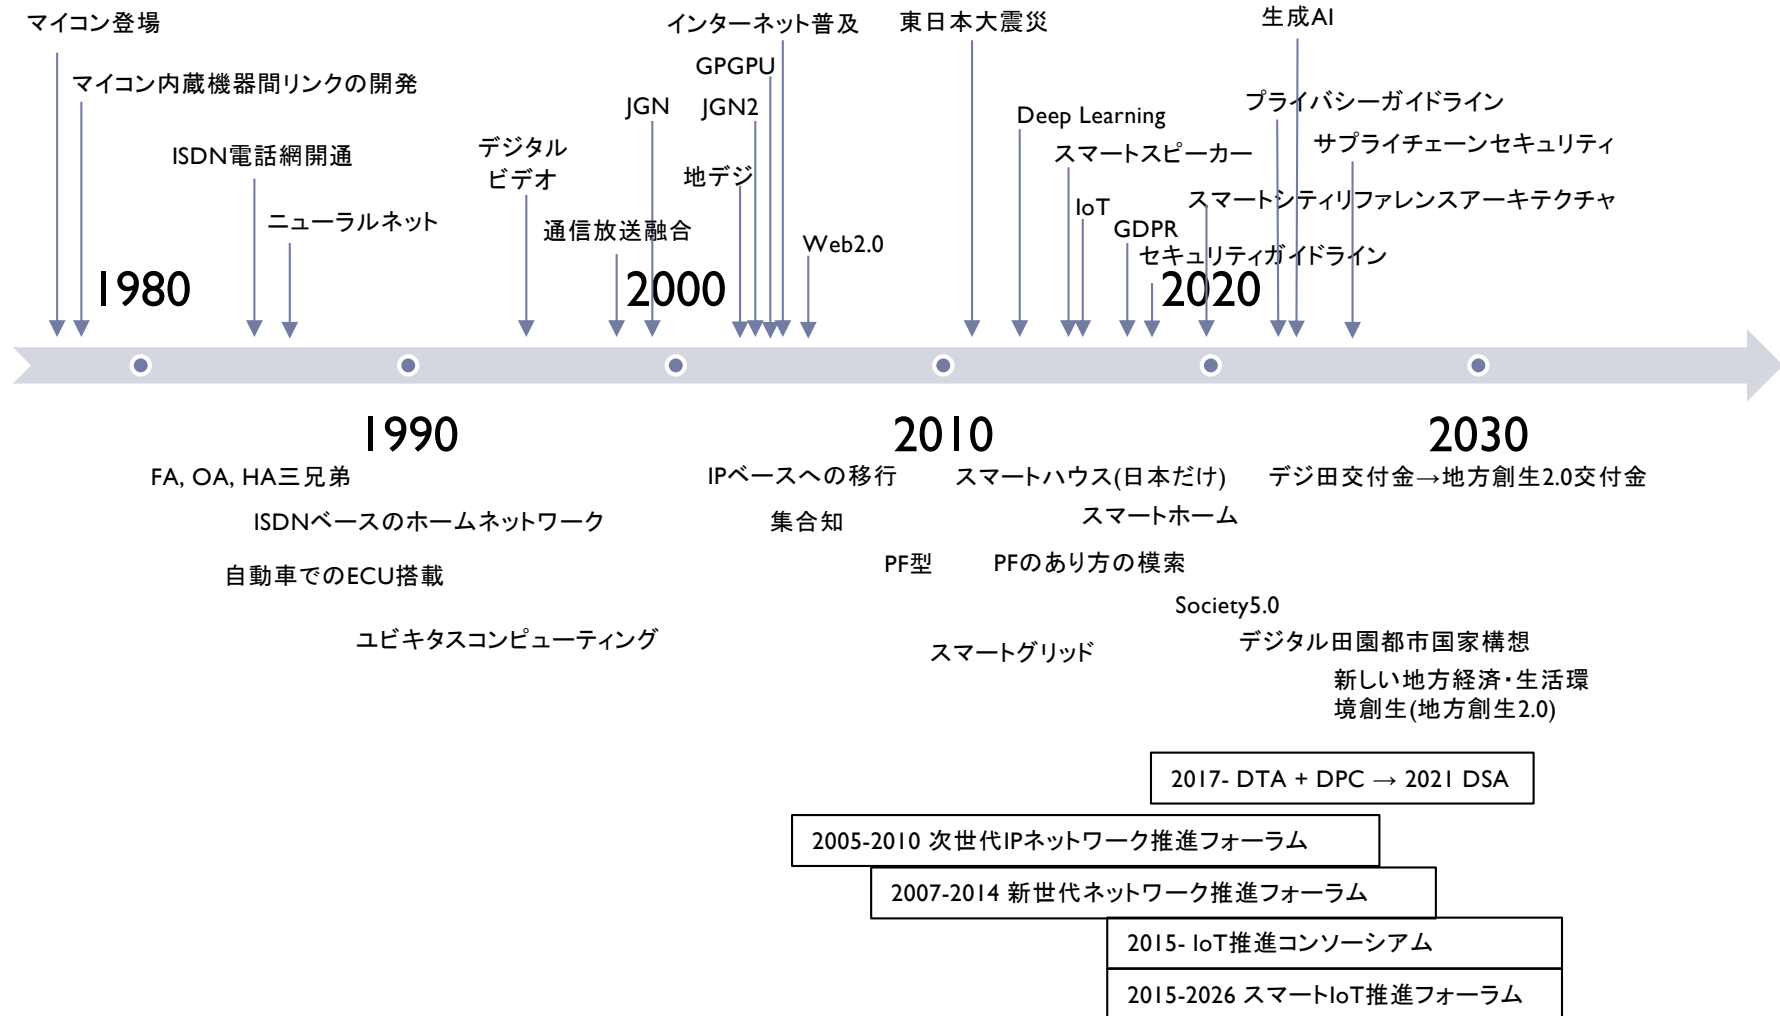 マイコン登場
インターネット普及
東日本大震災
生成AI
マイコン内蔵機器間リンクの開発
GPGPU
JGN
JGN2
Deep Learning
プライバシーガイドライン
ISDN電話網開通
デジタル
ビデオ
地デジ
スマートスピーカー
サプライチェーンセキュリティ
ニューラルネット
通信放送融合
Web2.0
IoT
スマートシティリファレンスアーキテクチャ
GDPR
セキュリティガイドライン
1980
2000
2020
1990
2010
2030
FA, OA, HA三兄弟
IPベースへの移行
スマートハウス(日本だけ)
デジ田交付金→地方創生2.0交付金
ISDNベースのホームネットワーク
集合知
スマートホーム
自動車でのECU搭載
PF型
PFのあり方の模索
Society5.0
ユビキタスコンピューティング
スマートグリッド
デジタル田園都市国家構想
新しい地方経済・生活環
境創生(地方創生2.0)
2017- DTA + DPC → 2021 DSA
2005-2010 次世代IPネットワーク推進フォーラム
2007-2014 新世代ネットワーク推進フォーラム
2015- IoT推進コンソーシアム
2015-2026 スマートIoT推進フォーラム